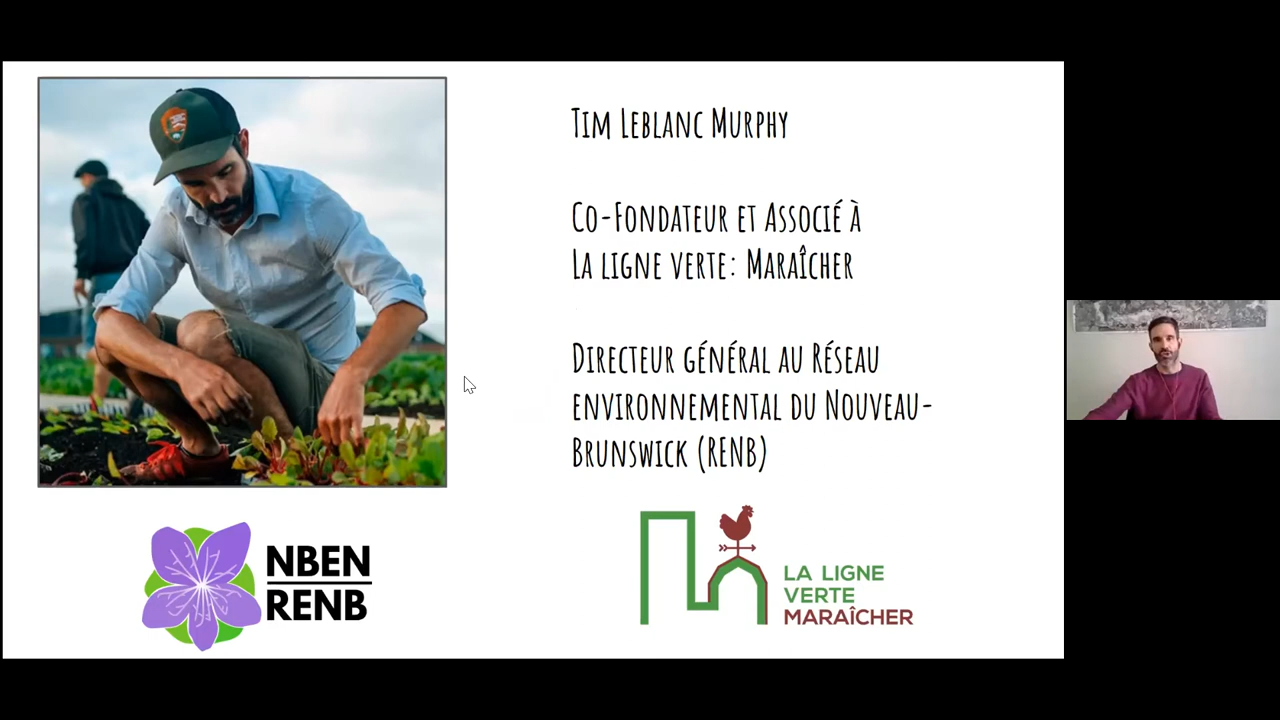 Tim Leblanc Murphy
Co-Fondateur et Associé à
La ligne verte: Maraîcher
Directeur général au Réseau
environnemental du Nouveau-
Brunswick (RENB)
NBEN
RENB
LA LIGNE
VERTE
MARAÎCHER